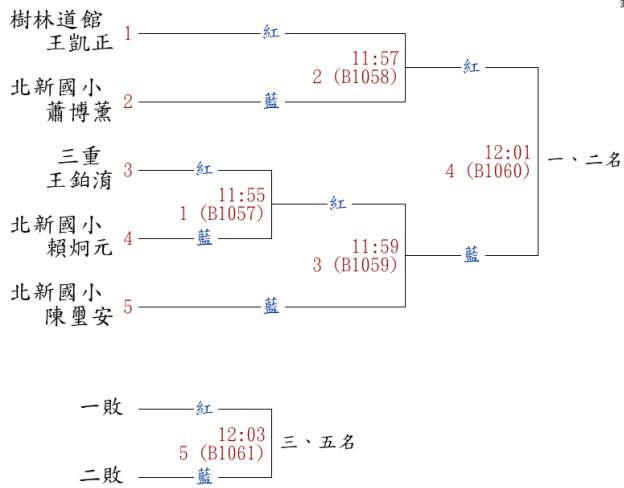 樹林道館
王凱正 1
紅
11:57
2 (B1058)
紅
北新國小
蕭博薰 2
藍
12:01
4 (B1060)
一、二名
三重
王鉑淯 3
紅
11:55
1 (B1057)
紅
北新國小
賴炯元 4
藍
11:59
3 (B1059)
藍
北新國小
陳璽安 5
藍
一敗
紅
12:03
5 (B1061)
三、五名
二敗
藍